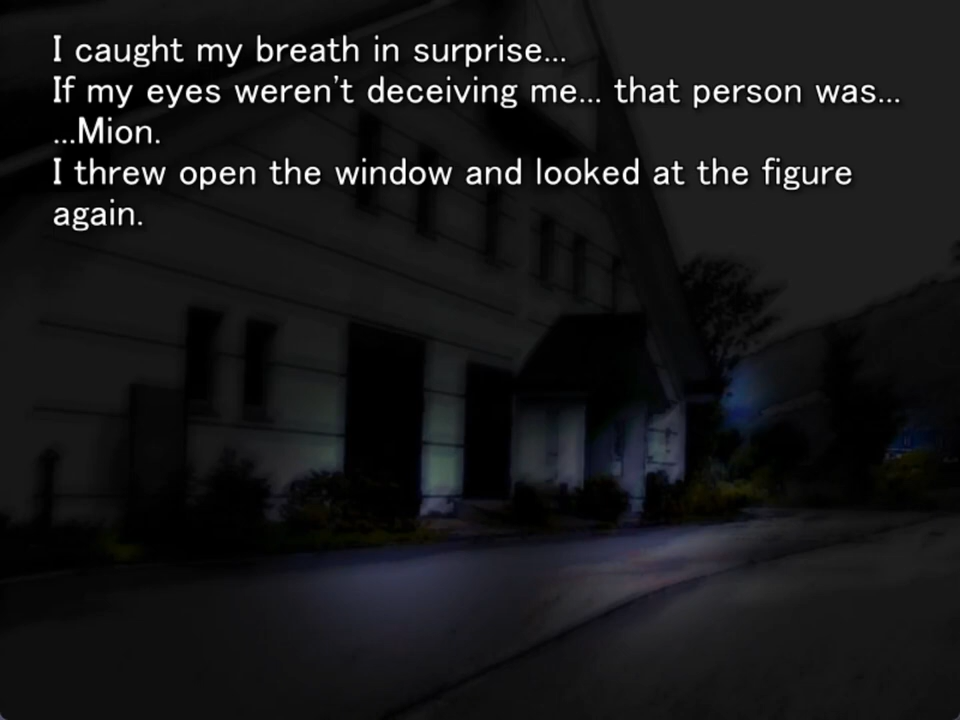 I caught my breath in surprise...
If my eyes weren't deceiving me... that person was...
...Mion.
I threw open the window and looked at the figure
again.